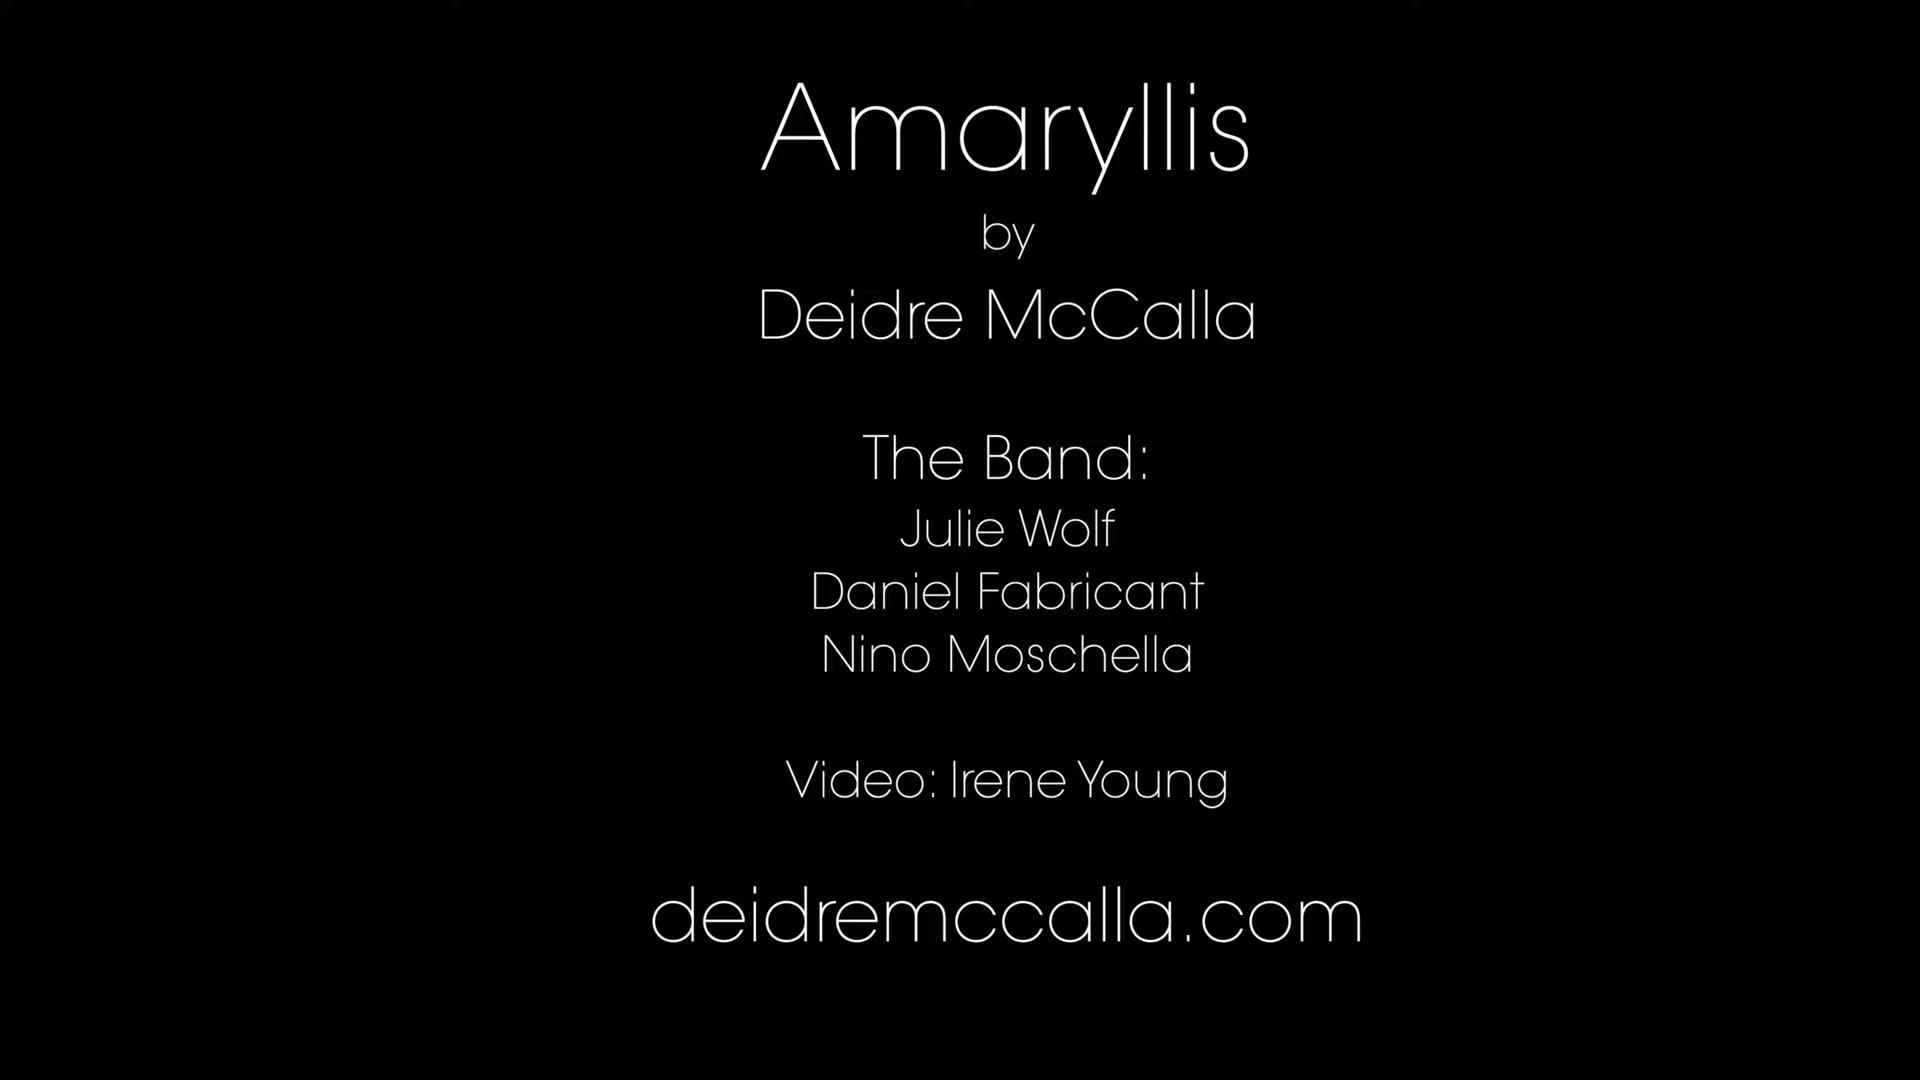 Amaryllis
by
Deidre McCalla
The Band:
Julie Wolf
Daniel Fabricant
Nino Moschella
Video: Irene Young
deidremccalla.com